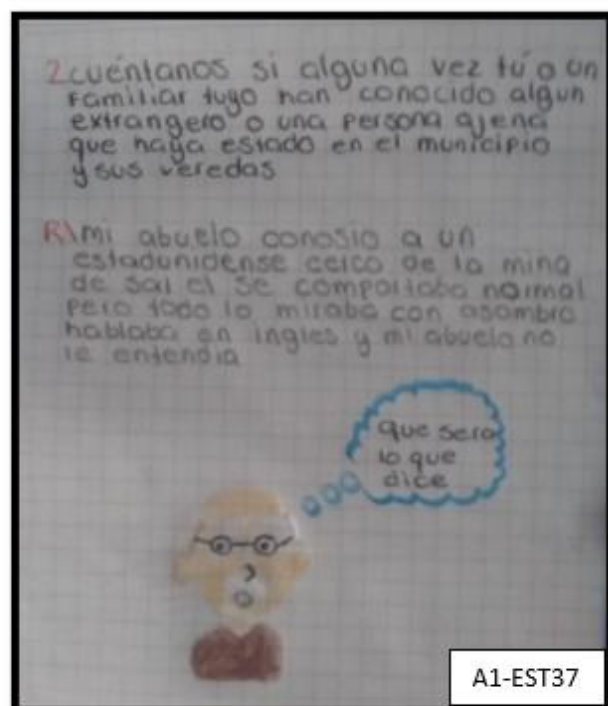 2 cuéntanos si alguna vez tú o un
familiar tuyo han conocido algun
extrangero o una persona ajena
que haya estado en el municipio
y sus veredas
R) mi abuelo conosio a un
estadunidense cerca de la mina
de sal el se comportaba normal
pero todo lo miraba con asombro
hablaba en ingles y mi abuelo no
le entendia
que sera
lo que
dice
A1-EST37